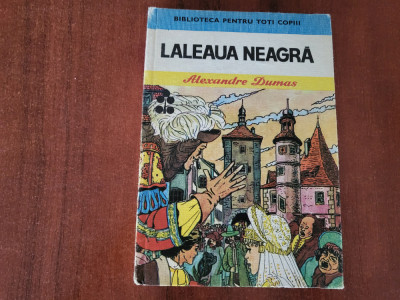 BIBLIOTECA PENTRU TOTI COPIII
LALEAUA NEAGRĂ
Alexandre Dumas